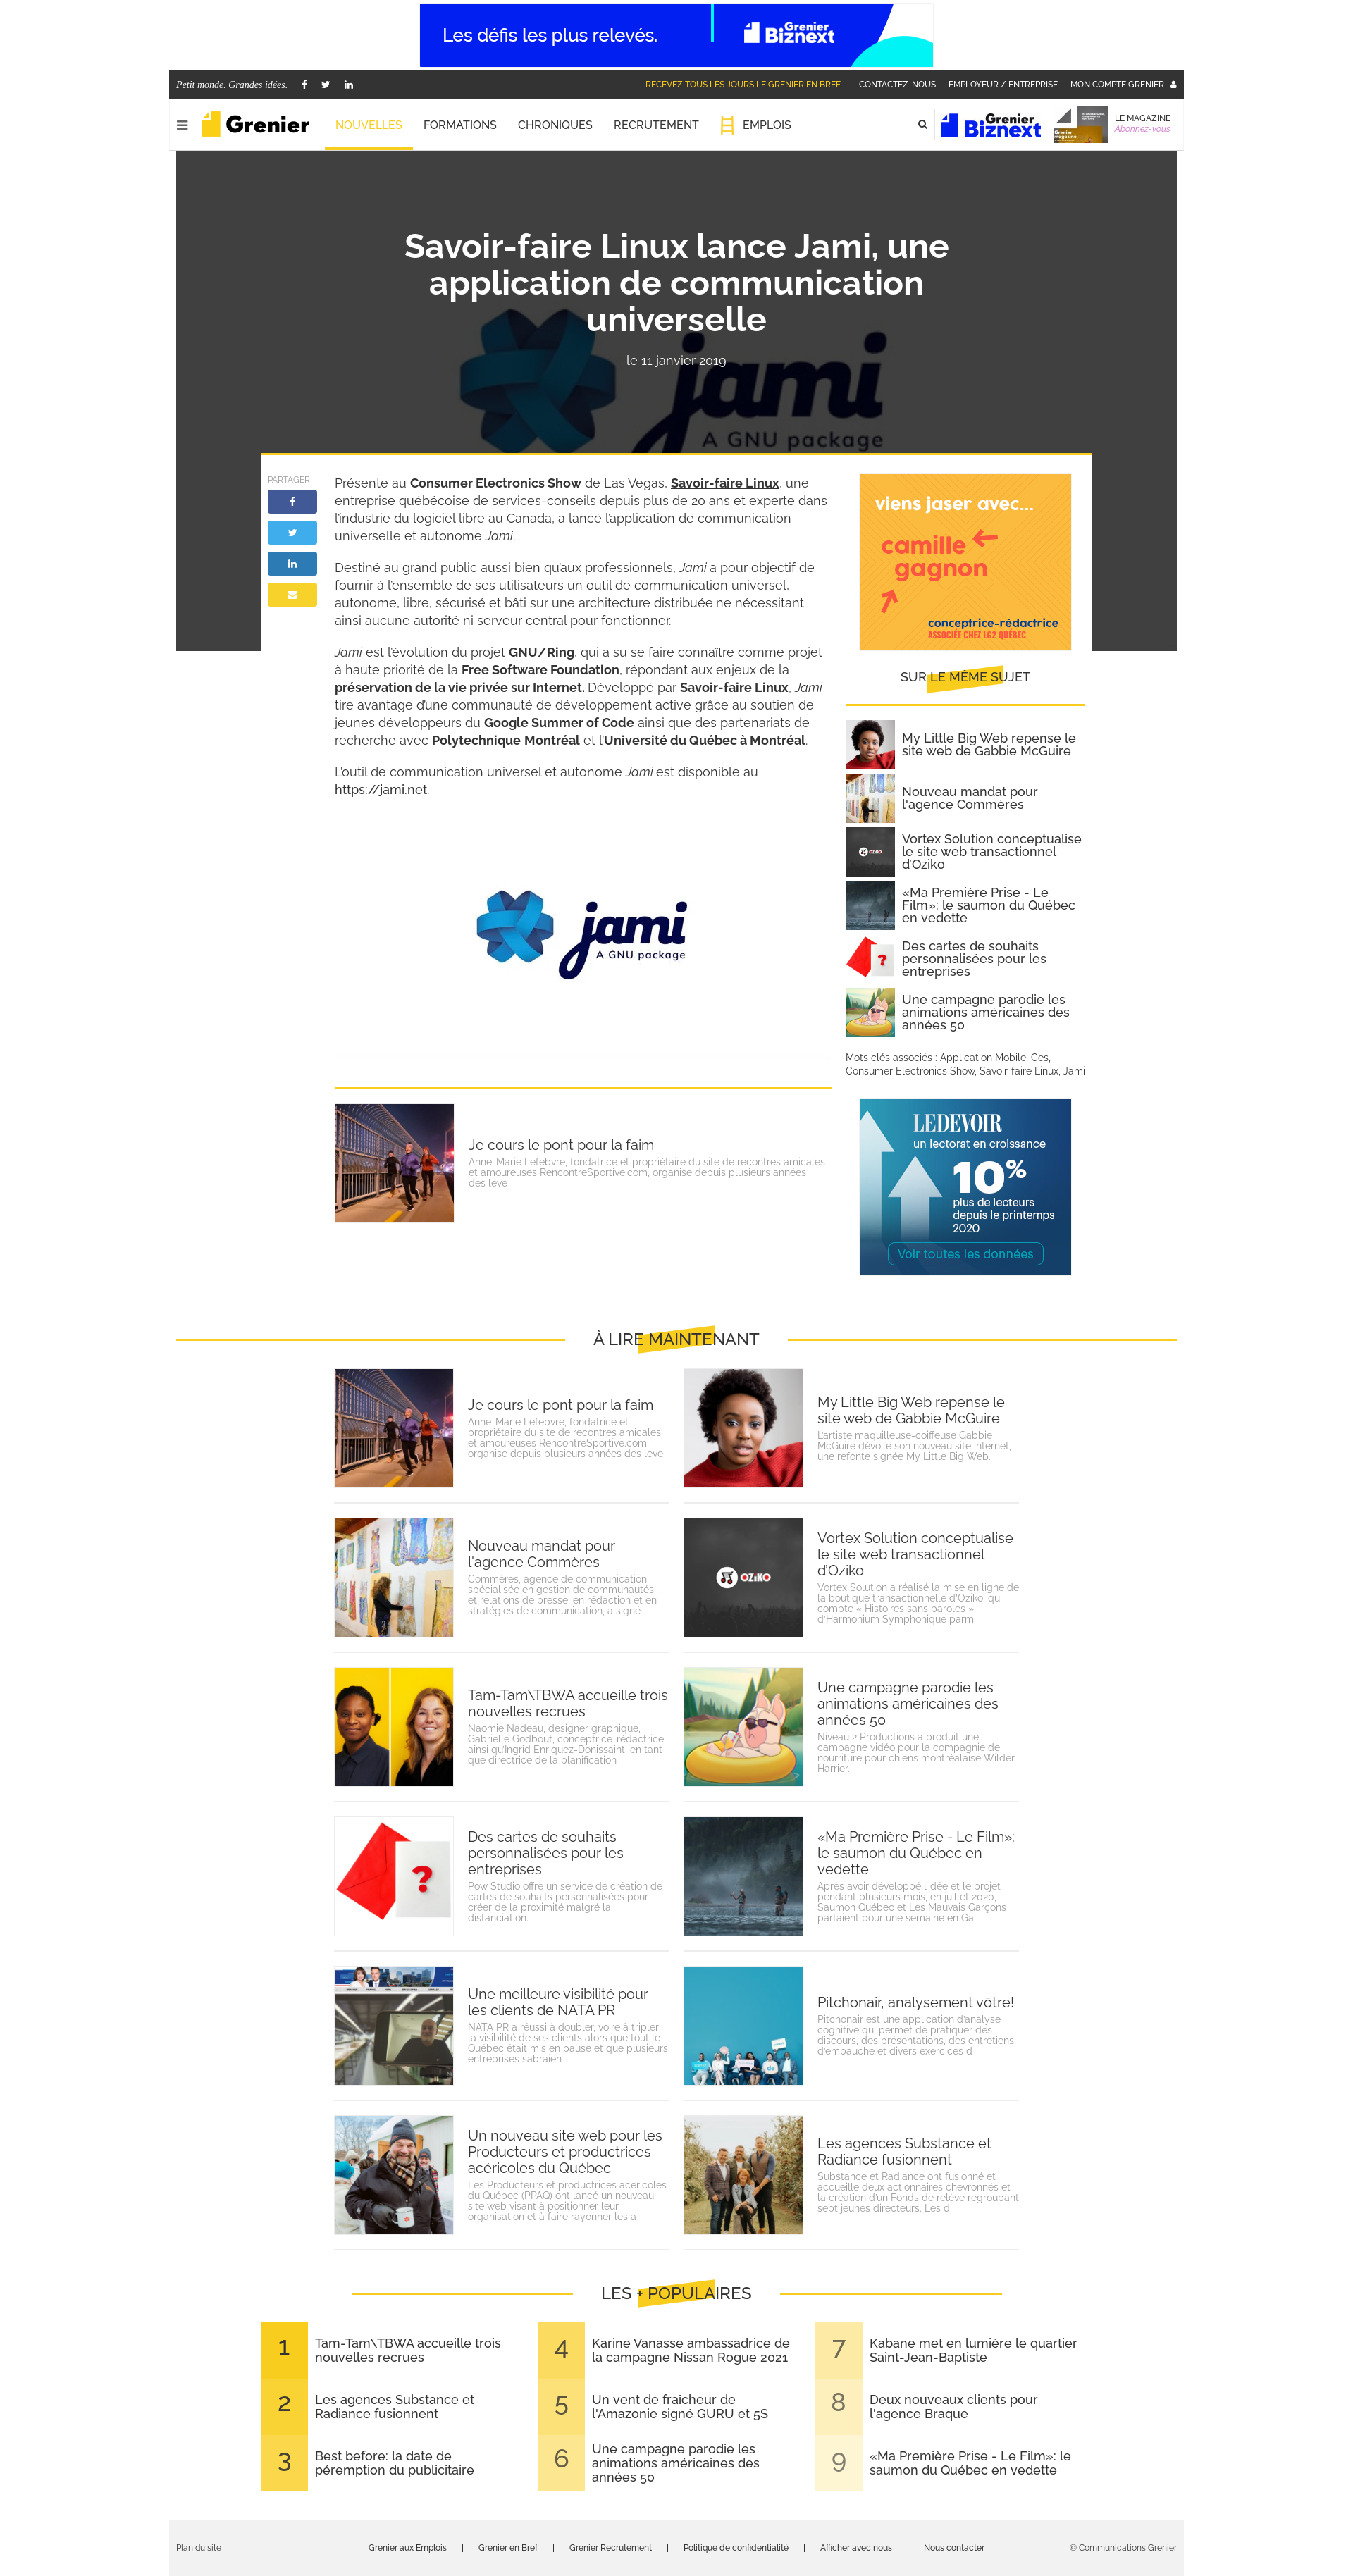 Les défis les plus relevés.
Grenier
Biznext
Petit monde. Grandes idées.
RECEVEZ TOUS LES JOURS LE GRENIER EN BREF
CONTACTEZ-NOUS
EMPLOYEUR / ENTREPRISE
MON COMPTE GRENIER
Grenier
NOUVELLES
FORMATIONS
CHRONIQUES
RECRUTEMENT
EMPLOIS
Grenier
Biznext
LE MAGAZINE
Abonnez-vous
Savoir-faire Linux lance Jami, une
application de communication
universelle
le 11 janvier 2019
jami
A GNU package
PARTAGER
Présente au Consumer Electronics Show de Las Vegas, Savoir-faire Linux, une
entreprise québécoise de services-conseils depuis plus de 20 ans et experte dans
l'industrie du logiciel libre au Canada, a lancé l'application de communication
universelle et autonome Jami.
Destiné au grand public aussi bien qu'aux professionnels, Jami a pour objectif de
fournir à l'ensemble de ses utilisateurs un outil de communication universel,
autonome, libre, sécurisé et bâti sur une architecture distribuée ne nécessitant
ainsi aucune autorité ni serveur central pour fonctionner.
Jami est l'évolution du projet GNU/Ring, qui a su se faire connaître comme projet
à haute priorité de la Free Software Foundation, répondant aux enjeux de la
préservation de la vie privée sur Internet. Développé par Savoir-faire Linux, Jami
tire avantage d'une communauté de développement active grâce au soutien de
jeunes développeurs du Google Summer of Code ainsi que des partenariats de
recherche avec Polytechnique Montréal et l'Université du Québec à Montréal.
L'outil de communication universel et autonome Jami est disponible au
https://jami.net.
jami
A GNU package
viens jaser avec...
camille
gagnon
conceptrice-rédactrice
ASSOCIÉE CHEZ LG2 QUÉBEC
SUR LE MÊME SUJET
My Little Big Web repense le
site web de Gabbie McGuire
Nouveau mandat pour
l'agence Commères
OZIKO
Vortex Solution conceptualise
le site web transactionnel
d'Oziko
«Ma Première Prise - Le
Film»: le saumon du Québec
en vedette
?
Des cartes de souhaits
personnalisées pour les
entreprises
Une campagne parodie les
animations américaines des
années 50
Mots clés associés : Application Mobile, Ces,
Consumer Electronics Show, Savoir-faire Linux, Jami
LE DEVOIR
un lectorat en croissance
10%
plus de lecteurs
depuis le printemps
2020
Voir toutes les données
Je cours le pont pour la faim
Anne-Marie Lefebvre, fondatrice et propriétaire du site de recontres amicales
et amoureuses RencontreSportive.com, organise depuis plusieurs années
des leve
À LIRE MAINTENANT
Je cours le pont pour la faim
Anne-Marie Lefebvre, fondatrice et
propriétaire du site de recontres amicales
et amoureuses RencontreSportive.com,
organise depuis plusieurs années des leve
My Little Big Web repense le
site web de Gabbie McGuire
L'artiste maquilleuse-coiffeuse Gabbie
McGuire dévoile son nouveau site internet,
une refonte signée My Little Big Web.
Nouveau mandat pour
l'agence Commères
Commères, agence de communication
spécialisée en gestion de communautés
et relations de presse, en rédaction et en
stratégies de communication, a signé
OZIKO
Vortex Solution conceptualise
le site web transactionnel
d'Oziko
Vortex Solution a réalisé la mise en ligne de
la boutique transactionnelle d'Oziko, qui
compte « Histoires sans paroles »
d'Harmonium Symphonique parmi
Tam-Tam\TBWA accueille trois
nouvelles recrues
Naomie Nadeau, designer graphique,
Gabrielle Godbout, conceptrice-rédactrice,
ainsi qu'Ingrid Enriquez-Donissaint, en tant
que directrice de la planification
Une campagne parodie les
animations américaines des
années 50
Niveau 2 Productions a produit une
campagne vidéo pour la compagnie de
nourriture pour chiens montréalaise Wilder
Harrier.
?
Des cartes de souhaits
personnalisées pour les
entreprises
Pow Studio offre un service de création de
cartes de souhaits personnalisées pour
créer de la proximité malgré la
distanciation.
«Ma Première Prise - Le Film»:
le saumon du Québec en
vedette
Après avoir développé l'idée et le projet
pendant plusieurs mois, en juillet 2020,
Saumon Québec et Les Mauvais Garçons
partaient pour une semaine en Ga
Une meilleure visibilité pour
les clients de NATA PR
NATA PR a réussi à doubler, voire à tripler
la visibilité de ses clients alors que tout le
Québec était mis en pause et que plusieurs
entreprises sabraien
Pitchonair, analysement vôtre!
Pitchonair est une application d'analyse
cognitive qui permet de pratiquer des
discours, des présentations, des entretiens
d'embauche et divers exercices d
Un nouveau site web pour les
Producteurs et productrices
acéricoles du Québec
Les Producteurs et productrices acéricoles
du Québec (PPAQ) ont lancé un nouveau
site web visant à positionner leur
organisation et à faire rayonner les a
Les agences Substance et
Radiance fusionnent
Substance et Radiance ont fusionné et
accueille deux actionnaires chevronnés et
la création d'un Fonds de relève regroupant
sept jeunes directeurs. Les d
LES + POPULAIRES
1
Tam-Tam\TBWA accueille trois
nouvelles recrues
2
Les agences Substance et
Radiance fusionnent
3
Best before: la date de
péremption du publicitaire
4
Karine Vanasse ambassadrice de
la campagne Nissan Rogue 2021
5
Un vent de fraîcheur de
l'Amazonie signé GURU et 5S
6
Une campagne parodie les
animations américaines des
années 50
7
Kabane met en lumière le quartier
Saint-Jean-Baptiste
8
Deux nouveaux clients pour
l'agence Braque
9
«Ma Première Prise - Le Film»: le
saumon du Québec en vedette
Plan du site
Grenier aux Emplois | Grenier en Bref | Grenier Recrutement | Politique de confidentialité | Afficher avec nous | Nous contacter
© Communications Grenier